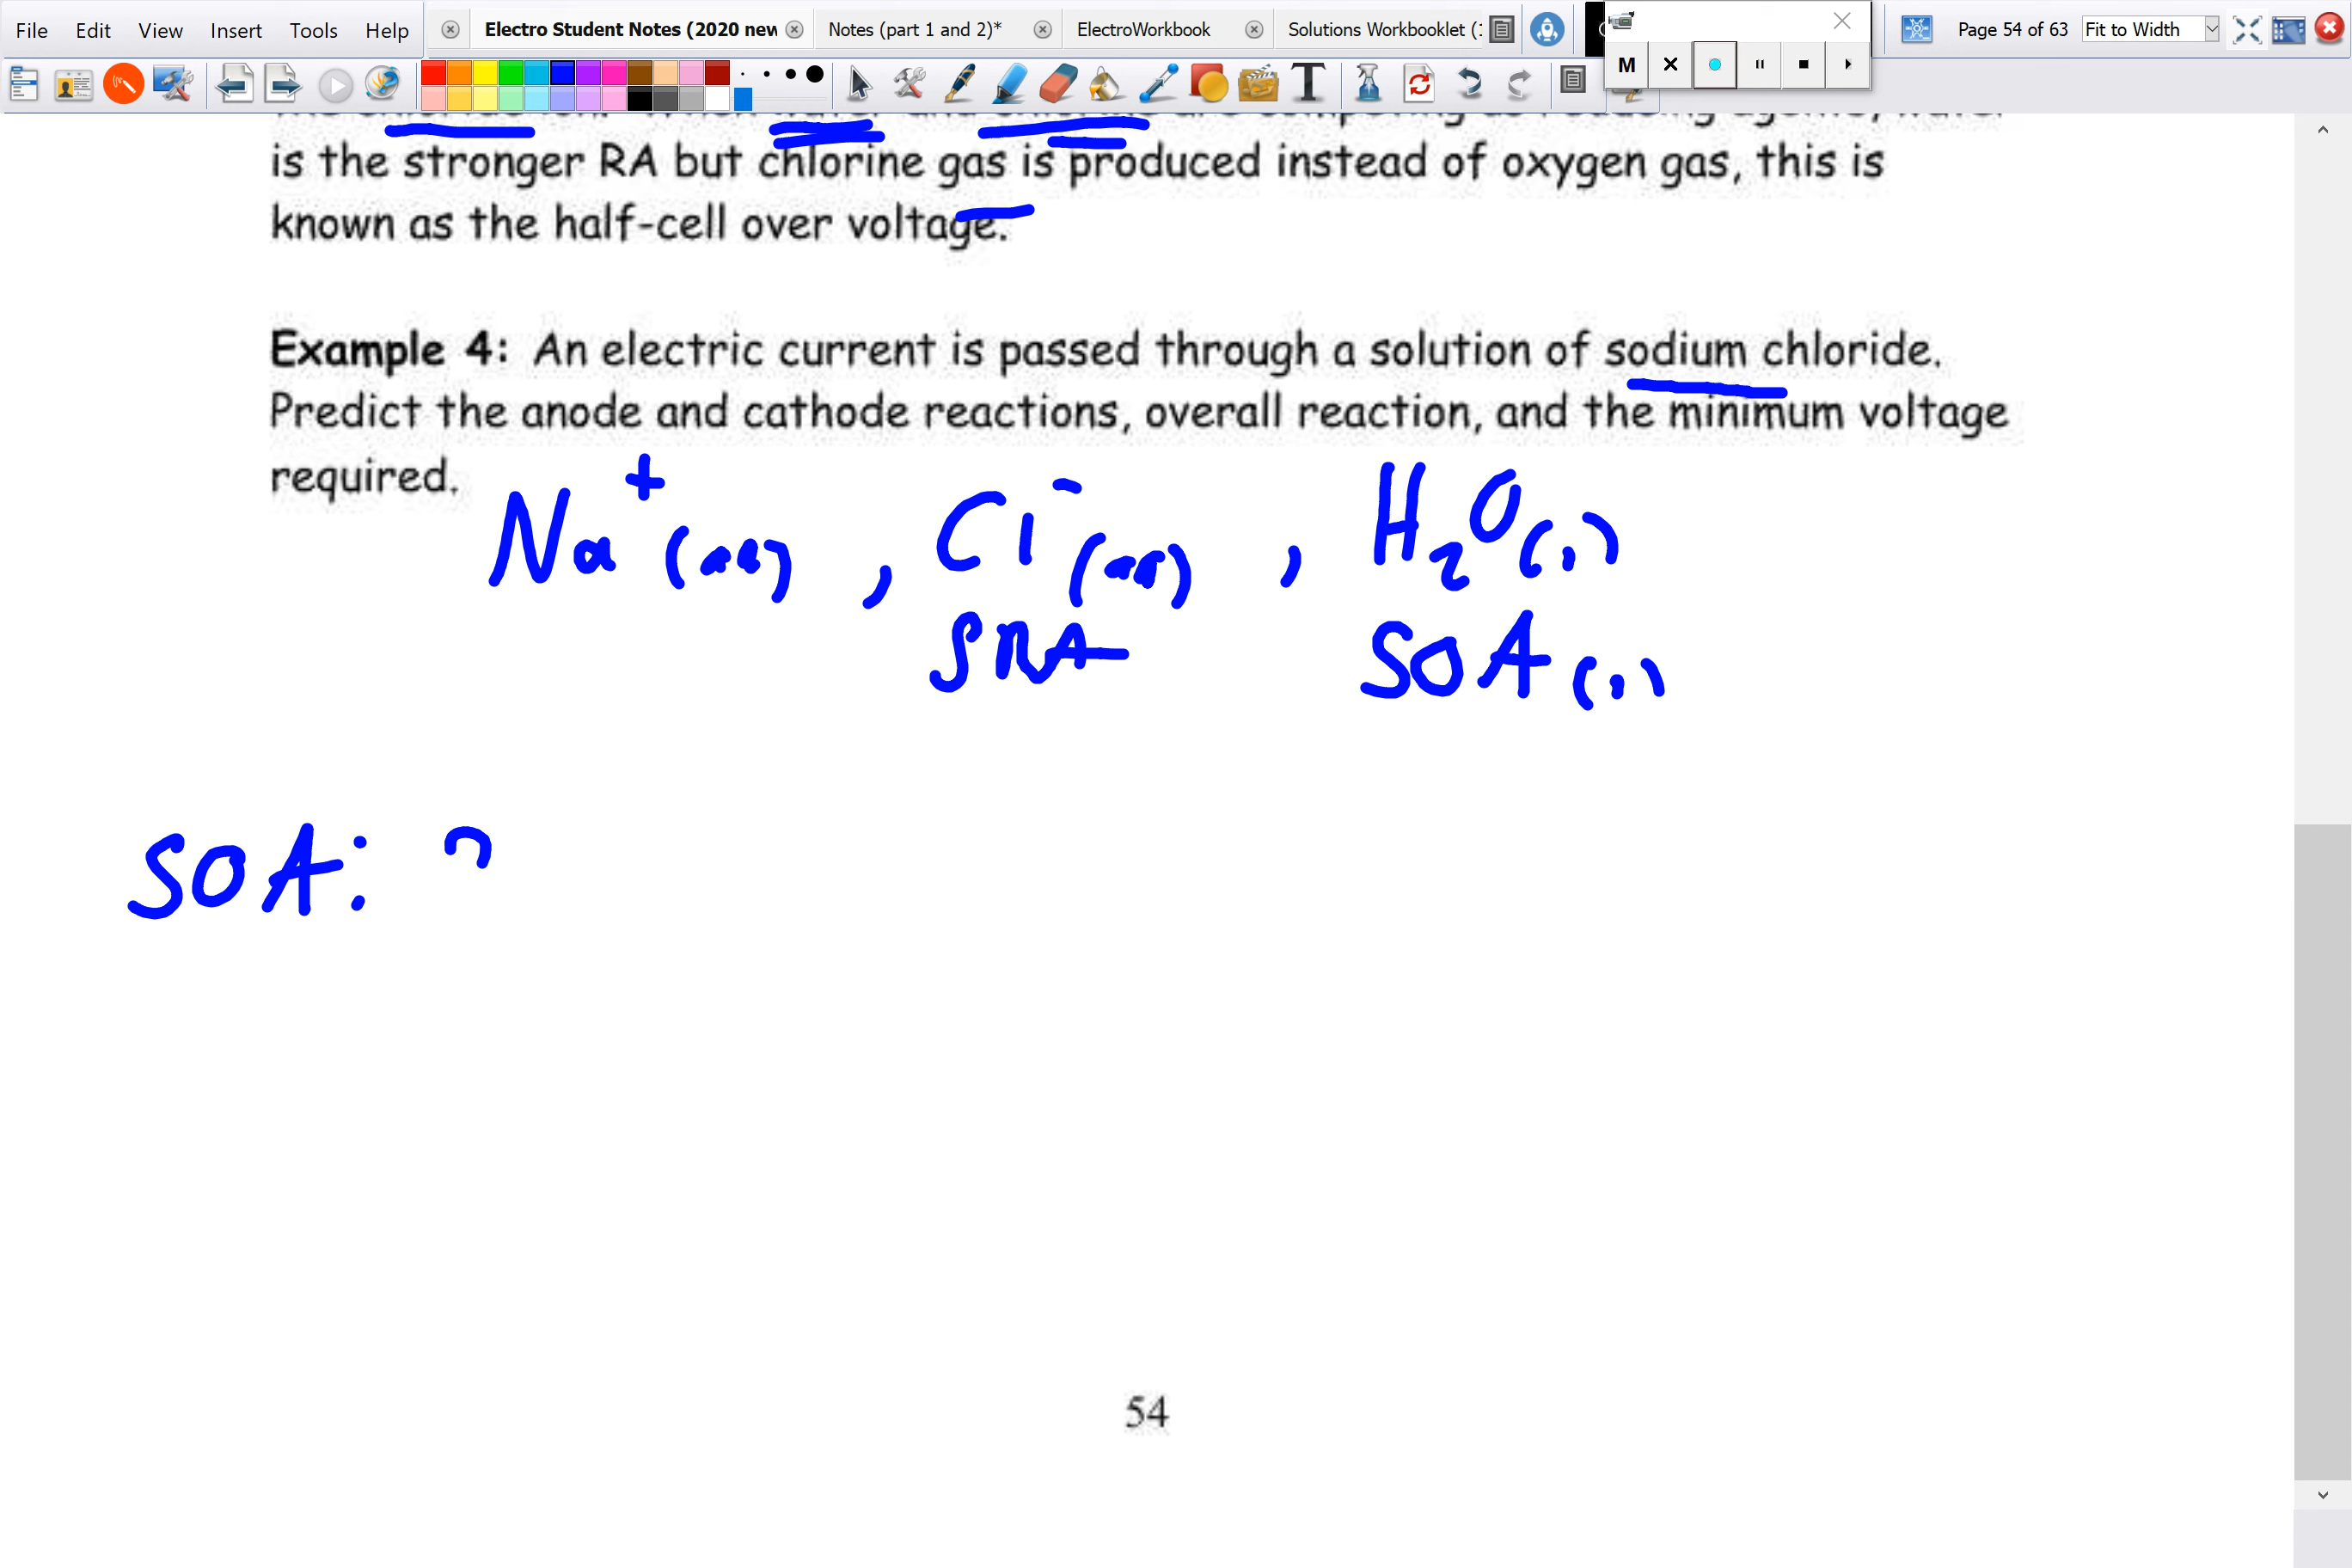 File Edit View Insert Tools Help Electro Student Notes (2020 new Notes (part 1 and 2)* ElectroWorkbook Solutions Workbooklet (1 Page 54 of 63 Fit to Width
M
is the stronger RA but chlorine gas is produced instead of oxygen gas, this is
known as the half-cell over voltage.
Example 4: An electric current is passed through a solution of sodium chloride.
Predict the anode and cathode reactions, overall reaction, and the minimum voltage
required.
Na⁺(aq), Cl⁻(aq), H₂O(l)
SRA SOA(l)
SOA:
54